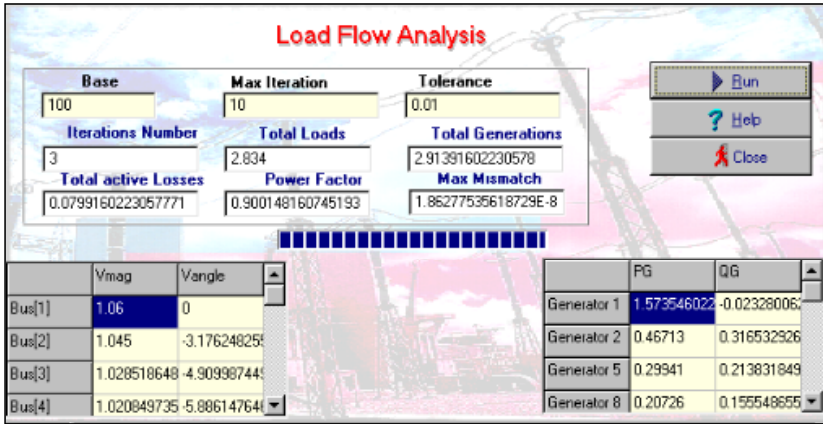 Load Flow Analysis
Base Max Iteration Tolerance
100 10 0.01
Iterations Number Total Loads Total Generations
3 2.834 2.91391602230578
Total active Losses Power Factor Max Mismatch
0.0799160223057771 0.900148160745193 1.86277535618729E-8
Run
Help
Close
Vmag Vangle
Bus[1] 1.06 0
Bus[2] 1.045 -3.176248255
Bus[3] 1.028518648 -4.909987445
Bus[4] 1.020849735 -5.886147646
PG QG
Generator 1 1.573546022 -0.023280062
Generator 2 0.46713 0.316532926
Generator 5 0.29941 0.213831849
Generator 8 0.20726 0.155548655